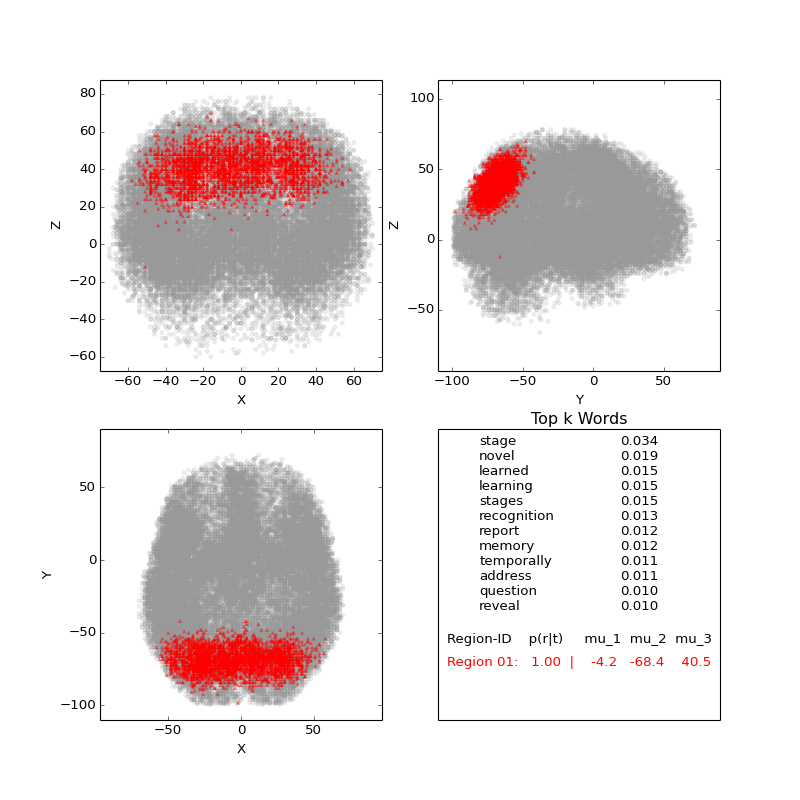 80
60
40
20
0
−20
−40
−60
Z
−60 −40 −20 0 20 40 60
X
100
50
0
−50
Z
−100 −50 0 50
Y
50
0
−50
−100
Y
−50 0 50
X
Top k Words
stage 0.034
novel 0.019
learned 0.015
learning 0.015
stages 0.015
recognition 0.013
report 0.012
memory 0.012
temporally 0.011
address 0.011
question 0.010
reveal 0.010
Region-ID p(r|t) mu_1 mu_2 mu_3
Region 01: 1.00 | -4.2 -68.4 40.5